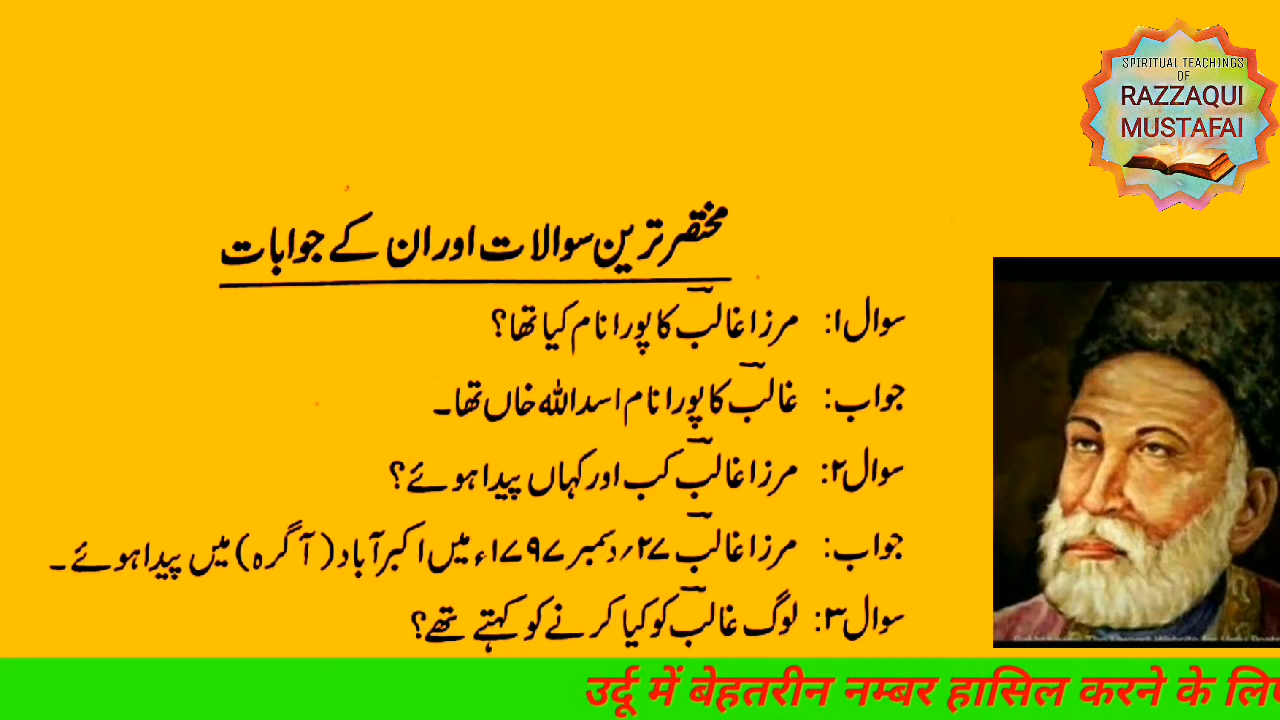 SPIRITUAL TEACHINGS
OF
RAZZAQUI
MUSTAFAI
مختصر ترین سوالات اور ان کے جوابات
سوال ۱: مرزا غالبؔ کا پورا نام کیا تھا؟
جواب: غالبؔ کا پورا نام اسد اللہ خاں تھا۔
سوال ۲: مرزا غالبؔ کب اور کہاں پیدا ہوئے؟
جواب: مرزا غالبؔ ۲۷؍ دسمبر ۱۷۹۷ء میں اکبرآباد (آگرہ) میں پیدا ہوئے۔
سوال ۳: لوگ غالبؔ کو کیا کرنے کو کہتے تھے؟
उर्दू में बेहतरीन नम्बर हासिल करने के